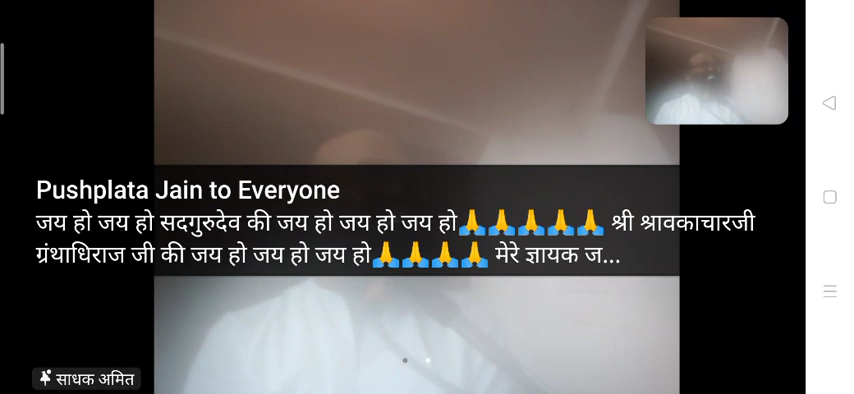 Pushplata Jain to Everyone
जय हो जय हो सदगुरुदेव की जय हो जय हो जय हो🙏🙏🙏🙏🙏 श्री श्रावकाचारजी
ग्रंथाधिराज जी की जय हो जय हो जय हो🙏🙏🙏🙏 मेरे ज्ञायक ज...
साधक अमित